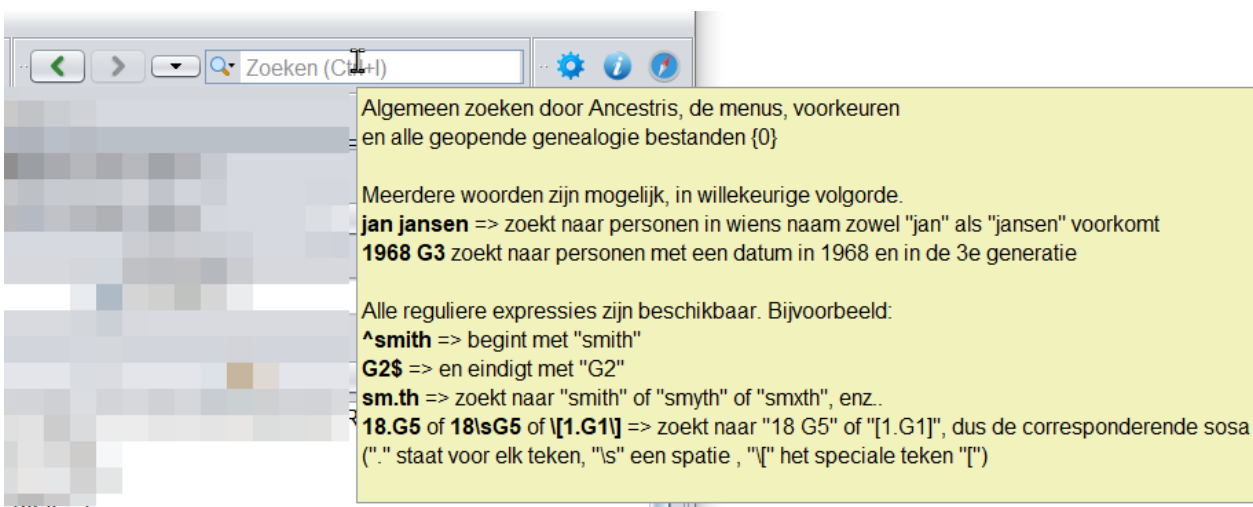 Zoeken (Ctrl+I)
Algemeen zoeken door Ancestris, de menus, voorkeuren
en alle geopende genealogie bestanden {0}
Meerdere woorden zijn mogelijk, in willekeurige volgorde.
jan jansen => zoekt naar personen in wiens naam zowel "jan" als "jansen" voorkomt
1968 G3 zoekt naar personen met een datum in 1968 en in de 3e generatie
Alle reguliere expressies zijn beschikbaar. Bijvoorbeeld:
^smith => begint met "smith"
G2$ => en eindigt met "G2"
sm.th => zoekt naar "smith" of "smyth" of "smxth", enz..
18.G5 of 18\sG5 of \[1.G1\] => zoekt naar "18 G5" of "[1.G1]", dus de corresponderende sosa
("." staat voor elk teken, "\s" een spatie , "\[" het speciale teken "[")